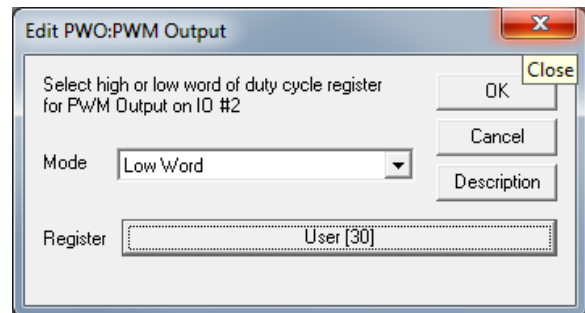 Edit PWO:PWM Output
Close
Select high or low word of duty cycle register
for PWM Output on IO #2
OK
Cancel
Mode
Low Word
Description
Register
User [30]